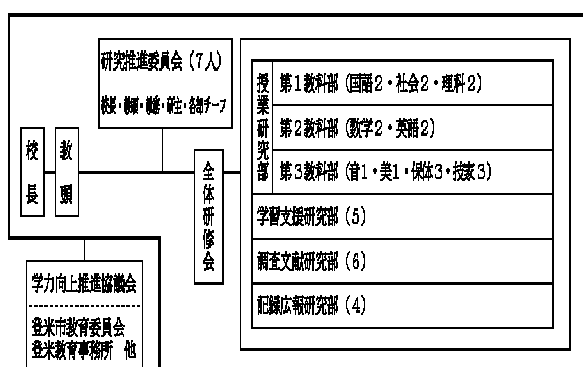 研究推進委員会（7人）
校長・教頭・教務・研主・各部チーフ
校長
教頭
全体研修会
授業研究部
第1教科部（国語2・社会2・理科2）
第2教科部（数学2・英語2）
第3教科部（音1・美1・保体3・技家3）
学習支援研究部（5）
調査文献研究部（6）
記録広報研究部（4）
学力向上推進協議会
登米市教育委員会
登米教育事務所　他